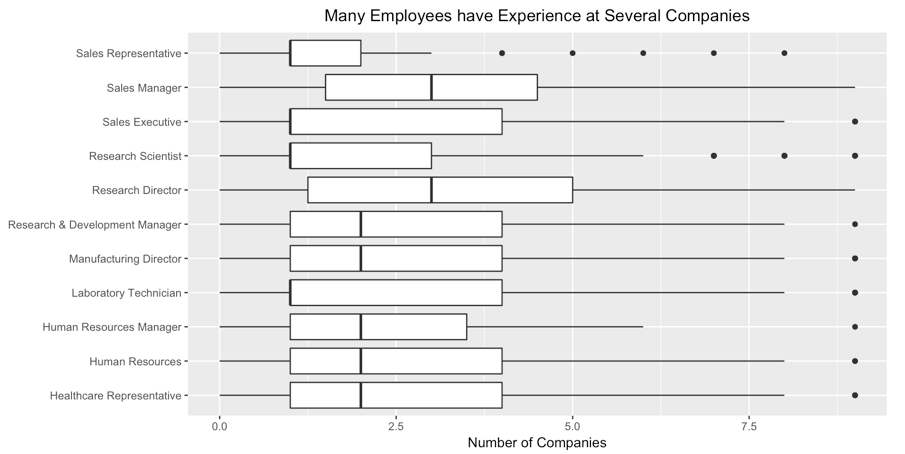 Many Employees have Experience at Several Companies
Sales Representative
Sales Manager
Sales Executive
Research Scientist
Research Director
Research & Development Manager
Manufacturing Director
Laboratory Technician
Human Resources Manager
Human Resources
Healthcare Representative
0.0 2.5 5.0 7.5
Number of Companies